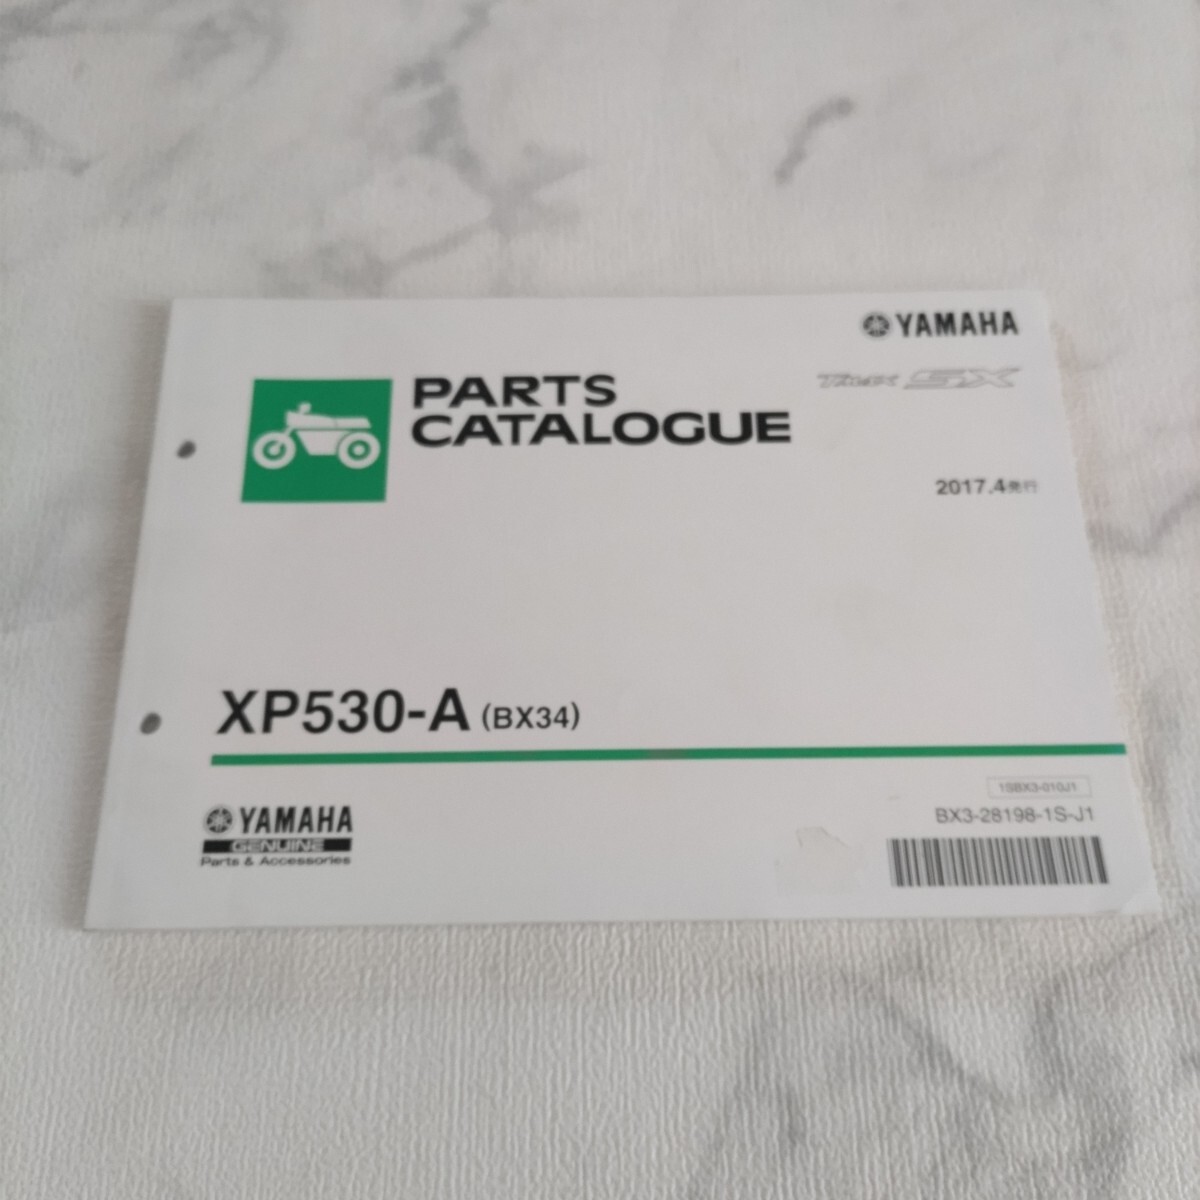 YAMAHA
TMAX SX
PARTS
CATALOGUE
2017.4発行
XP530-A (BX34)
1SBX3-010J1
BX3-28198-1S-J1
YAMAHA
GENUINE
Parts & Accessories